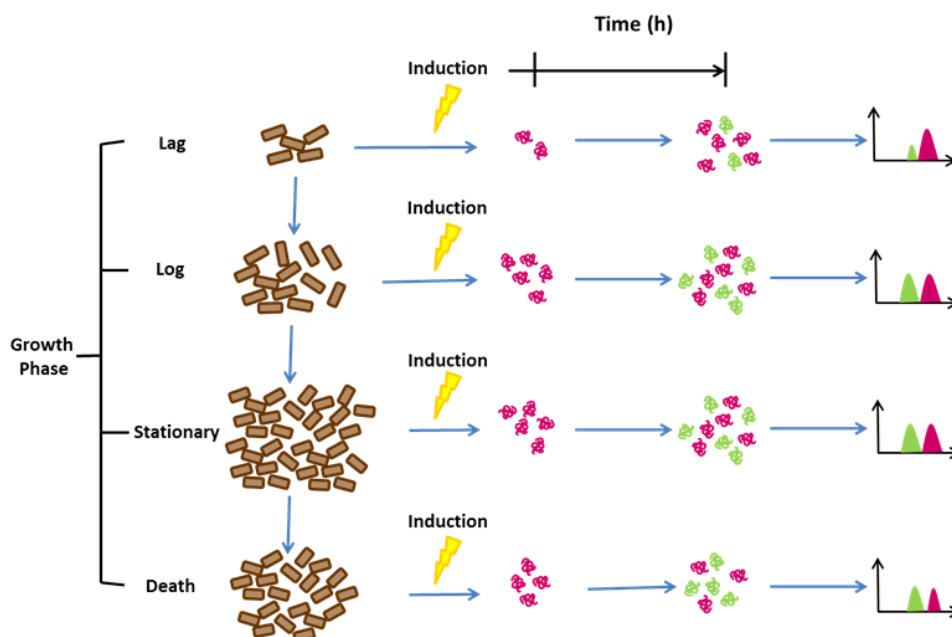 Time (h)
Induction
Lag
Induction
Log
Growth
Phase
Induction
Stationary
Induction
Death